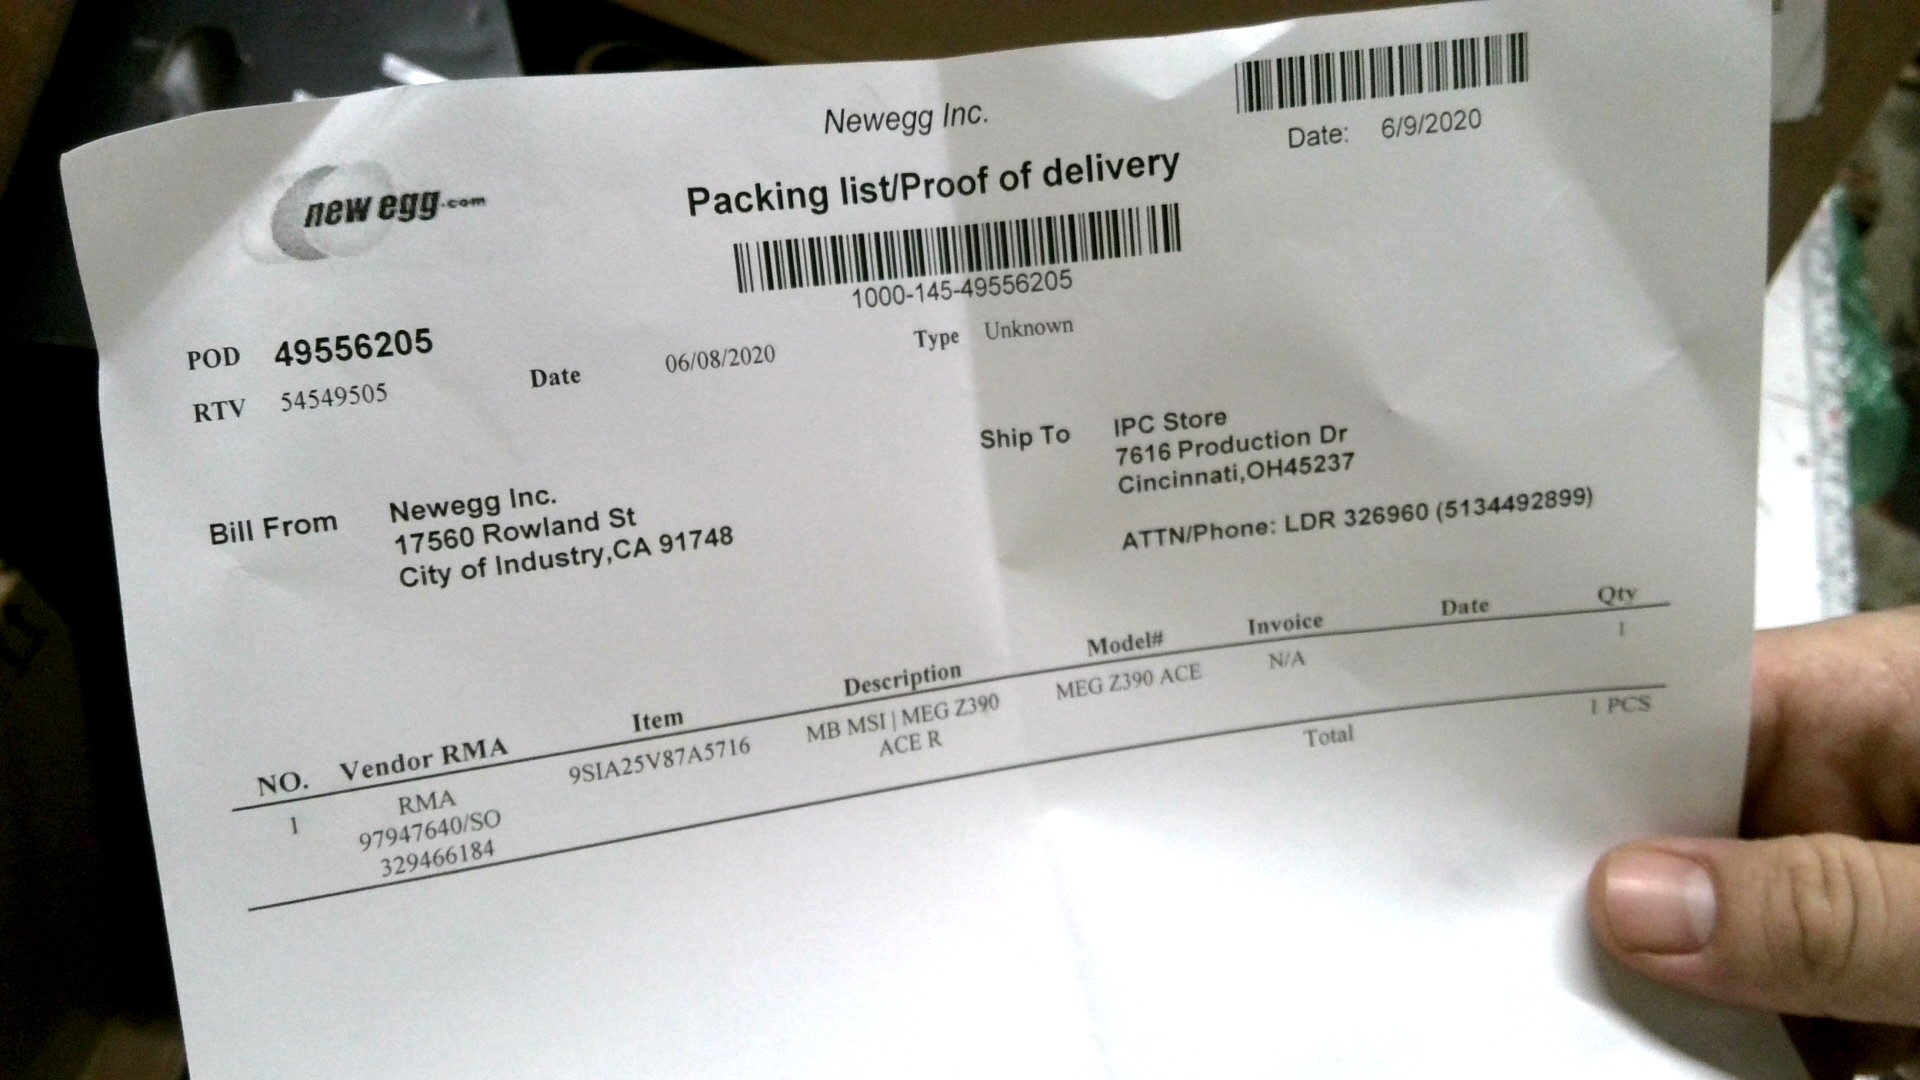 Newegg Inc.
Date: 6/9/2020
newegg.com
Packing list/Proof of delivery
1000-145-49556205
POD 49556205
RTV 54549505
Date 06/08/2020
Type Unknown
Bill From
Newegg Inc.
17560 Rowland St
City of Industry,CA 91748
Ship To
IPC Store
7616 Production Dr
Cincinnati,OH45237
ATTN/Phone: LDR 326960 (5134492899)
NO. Vendor RMA Item Description Model# Invoice Date Qty
1 RMA 9SIA25V87A5716 MB MSI | MEG Z390 MEG Z390 ACE N/A 1
97947640/SO ACE R
329466184
Total 1 PCS